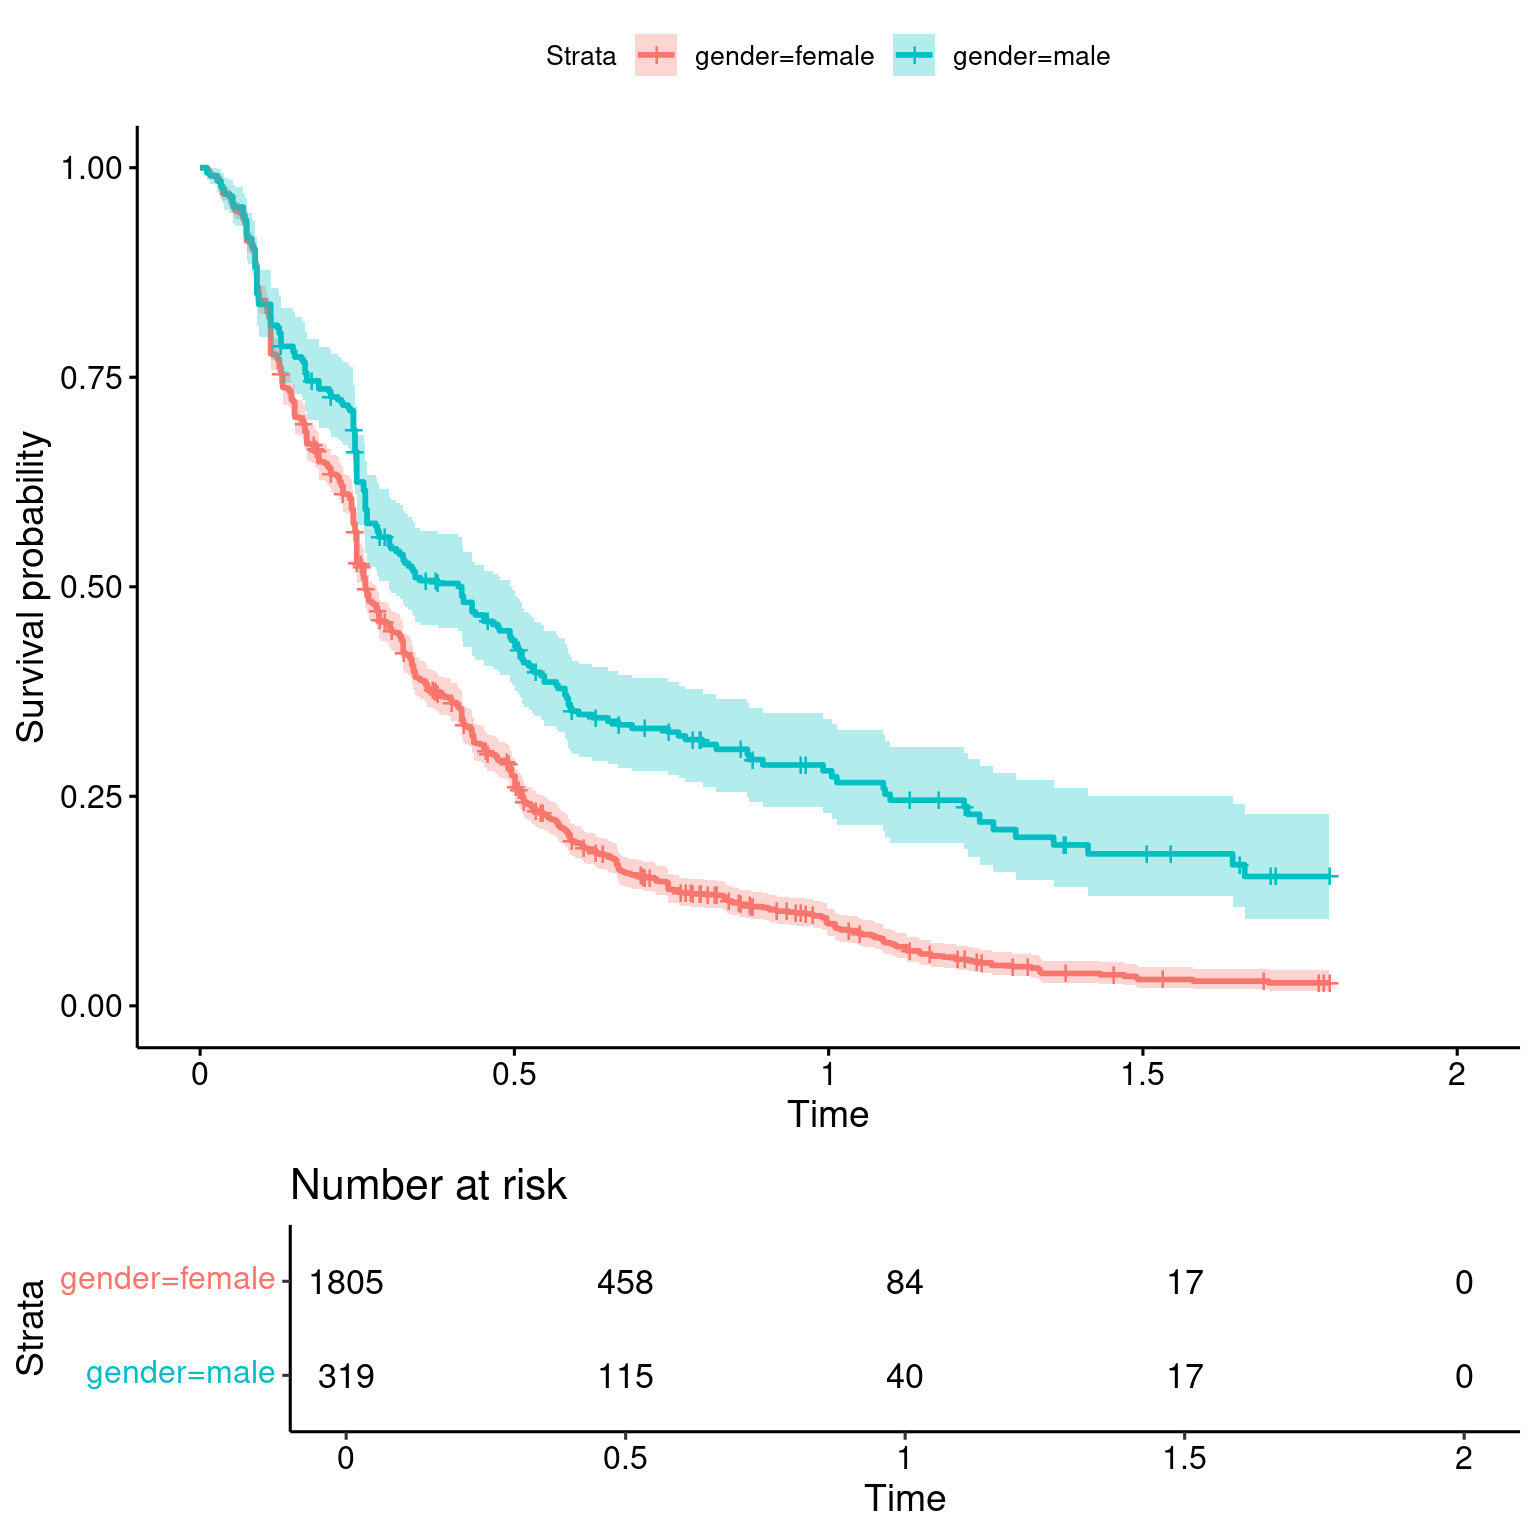 Strata gender=female gender=male
1.00
0.75
0.50
0.25
0.00
Survival probability
0 0.5 1 1.5 2
Time
Number at risk
Strata
gender=female 1805 458 84 17 0
gender=male 319 115 40 17 0
0 0.5 1 1.5 2
Time